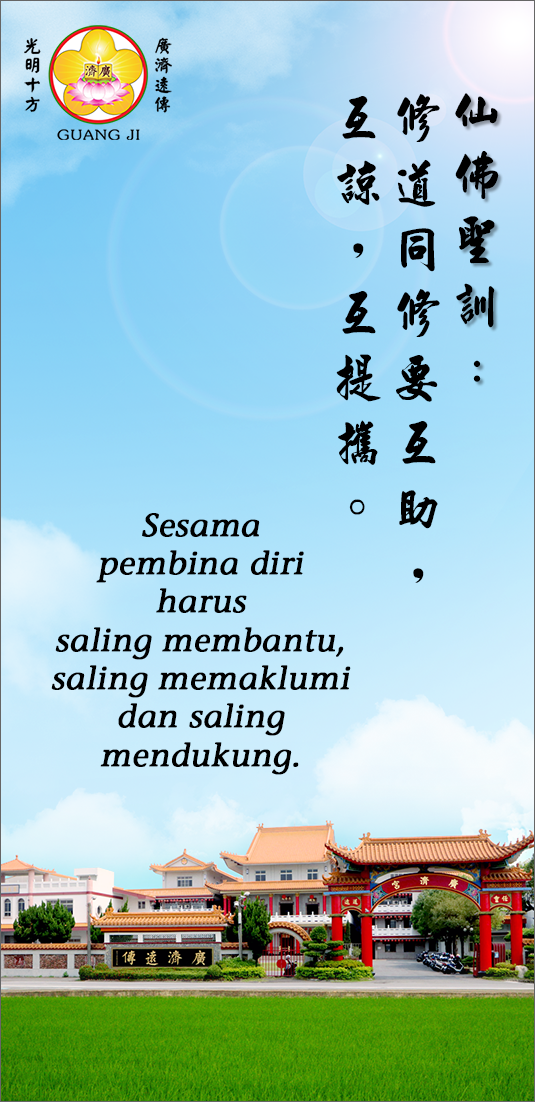 光明十方
廣濟
廣濟遠傳
GUANG JI
仙佛聖訓：
修道同修要互助，
互諒，互提攜。
Sesama
pembina diri
harus
saling membantu,
saling memaklumi
dan saling
mendukung.
廣濟宮
廣濟遠傳